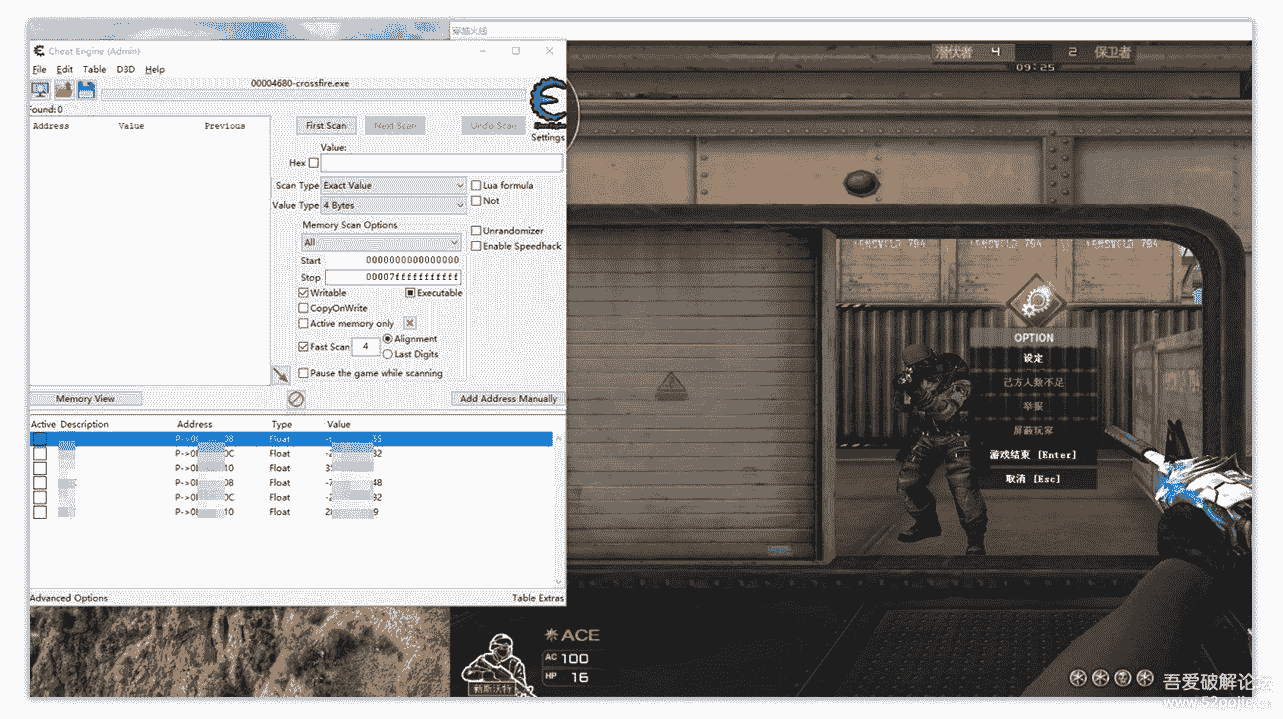 穿越火线
Cheat Engine (Admin)
File Edit Table D3D Help
00004680-crossfire.exe
Found:0
Address Value Previous
First Scan Next Scan Undo Scan
Settings
Value:
Hex
Scan Type Exact Value Lua formula
Value Type 4 Bytes Not
Memory Scan Options
All
Unrandomizer
Enable Speedhack
Start 0000000000000000
Stop 00007fffffffffff
Writable Executable
CopyOnWrite
Active memory only
Fast Scan 4 Alignment
Last Digits
Pause the game while scanning
Memory View Add Address Manually
Active Description Address Type Value
Float
Float
Float
Float
Float
Float
Advanced Options Table Extras
潜伏者 4 2 保卫者
09:25
OPTION
设定
己方人数不足
举报
屏蔽玩家
游戏结束 [Enter]
取消 [Esc]
ACE
AC 100
HP 16
吾爱破解论坛
www.52pojie.cn